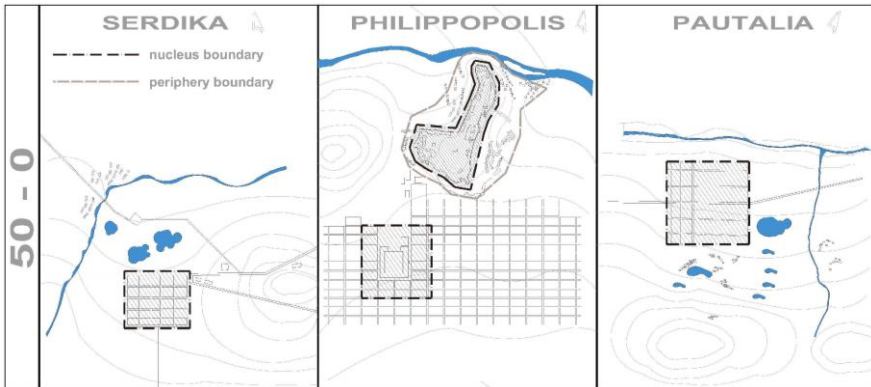 SERDIKA
PHILIPPOPOLIS
PAUTALIA
nucleus boundary
periphery boundary
50 - 0